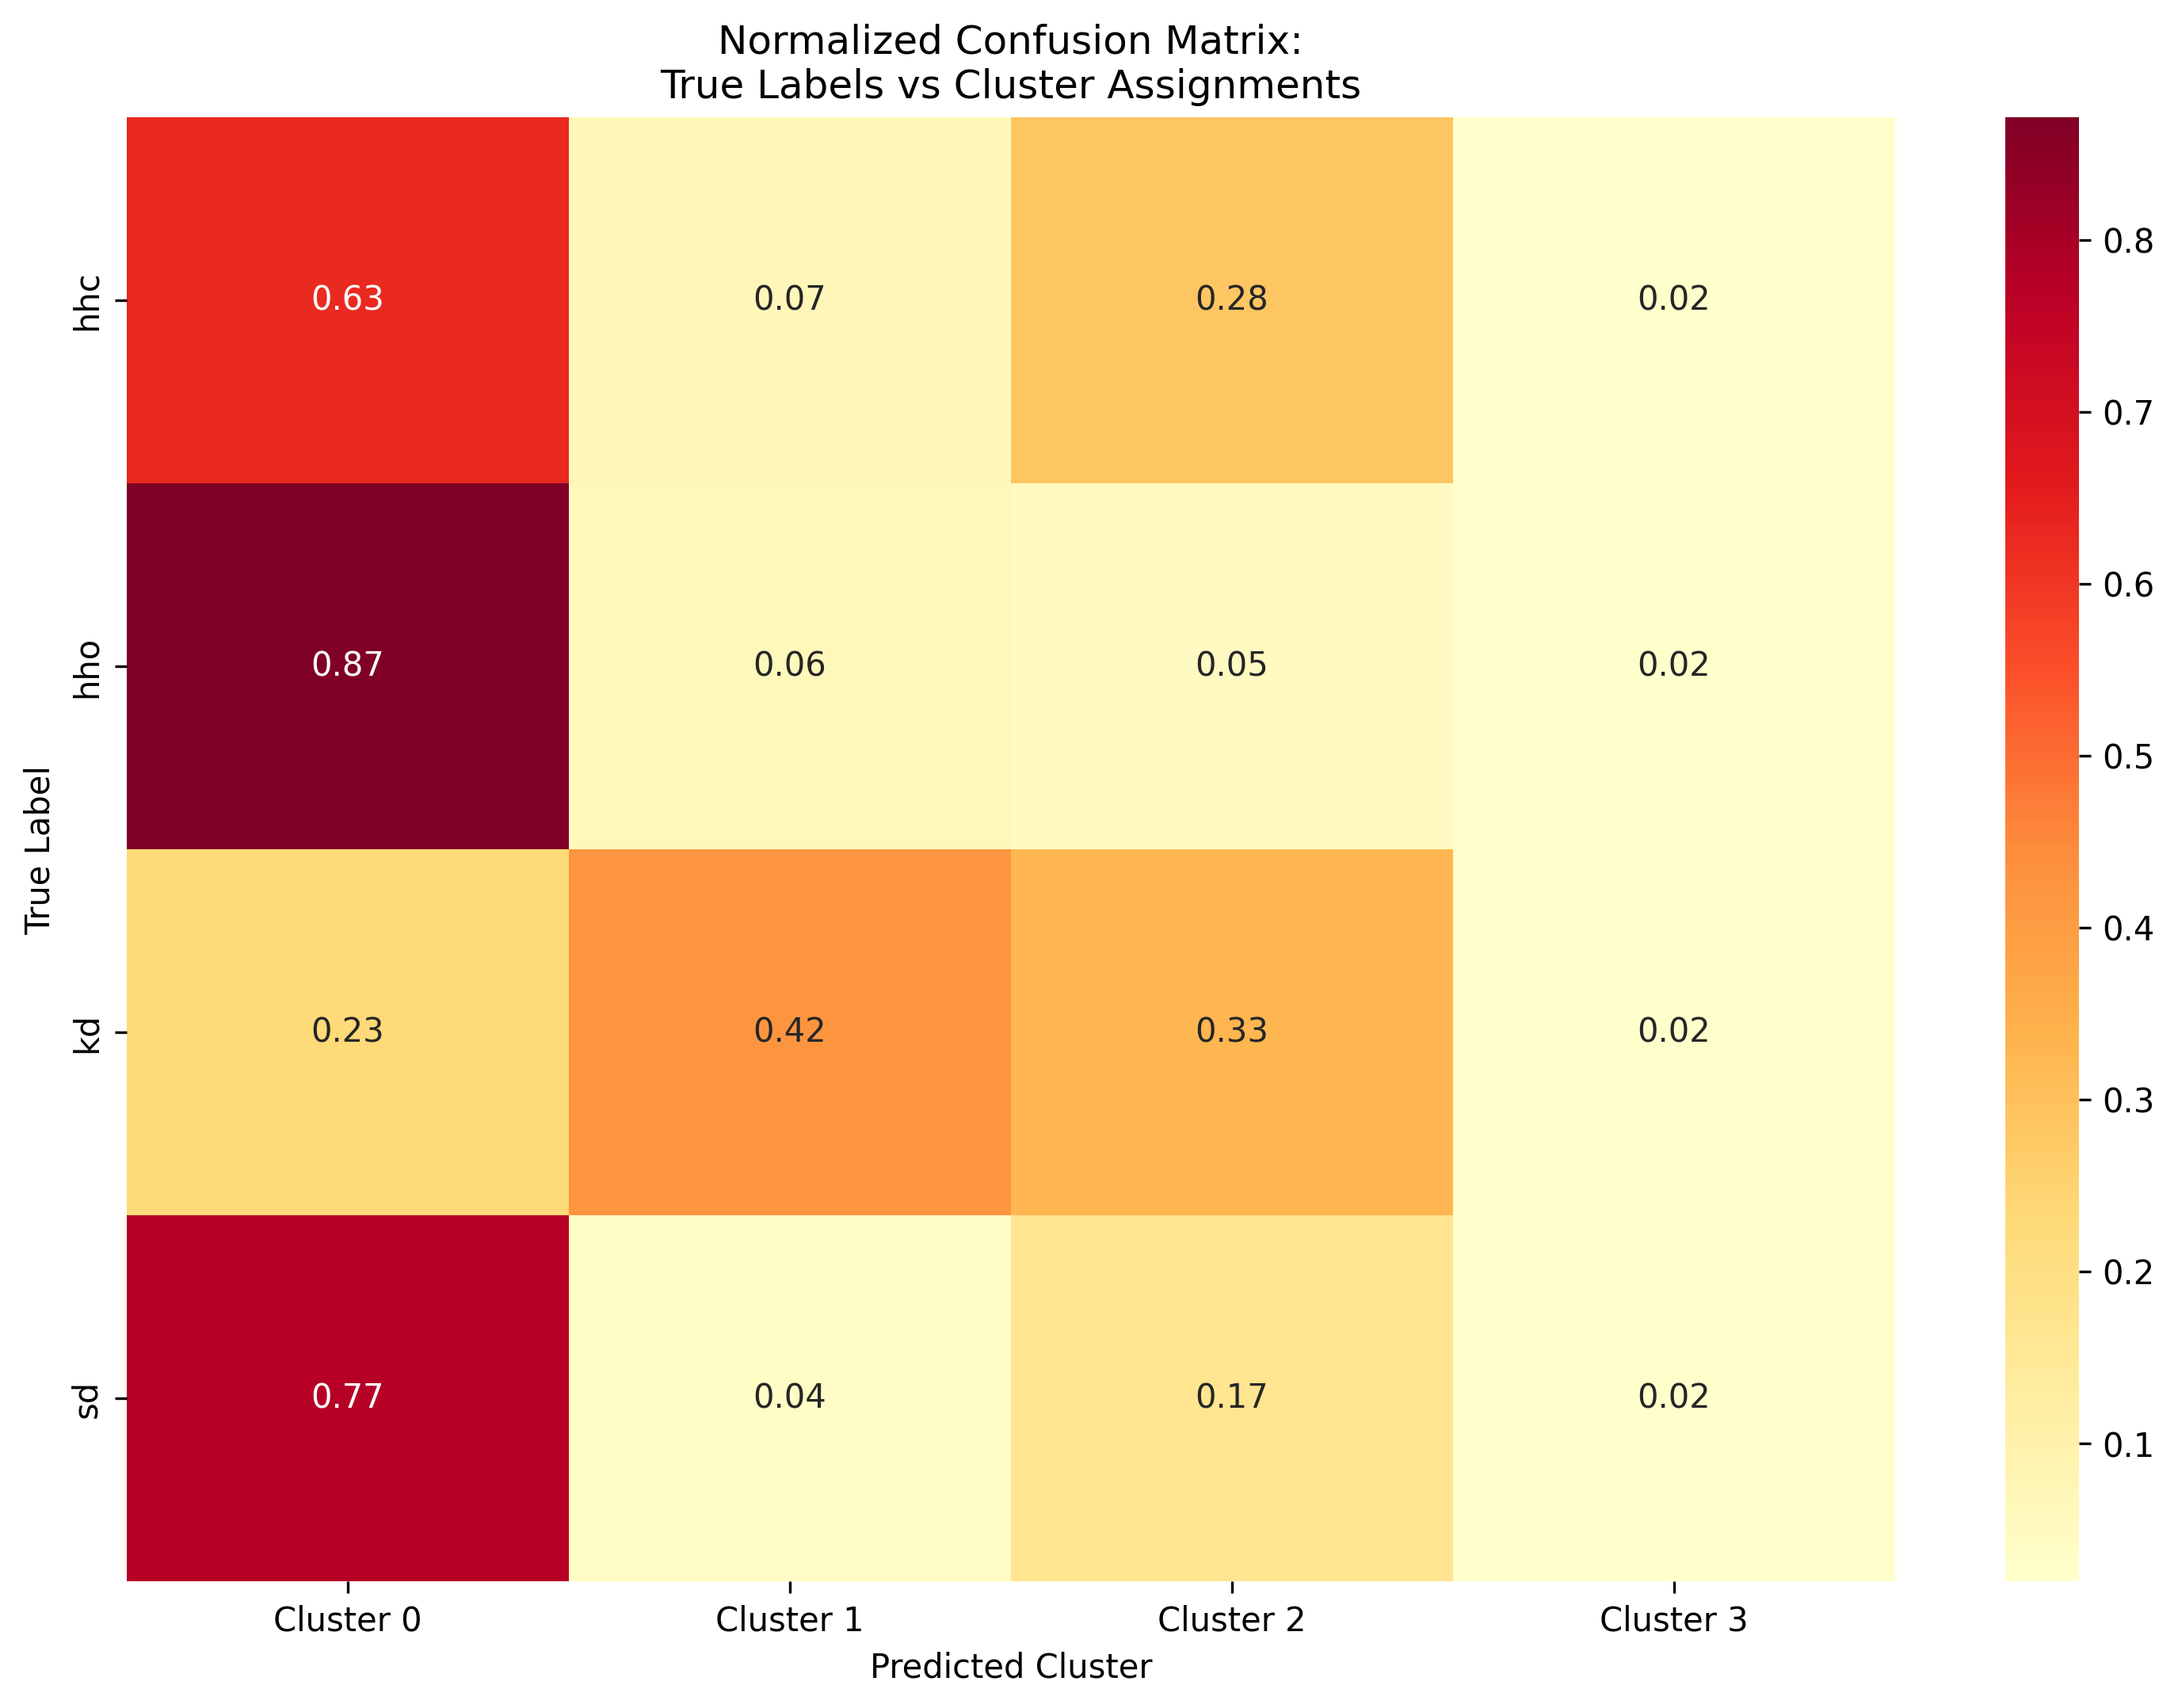 Normalized Confusion Matrix:
True Labels vs Cluster Assignments
True Label
hhc
0.63 0.07 0.28 0.02
hho
0.87 0.06 0.05 0.02
kd
0.23 0.42 0.33 0.02
sd
0.77 0.04 0.17 0.02
Cluster 0 Cluster 1 Cluster 2 Cluster 3
Predicted Cluster
0.8
0.7
0.6
0.5
0.4
0.3
0.2
0.1